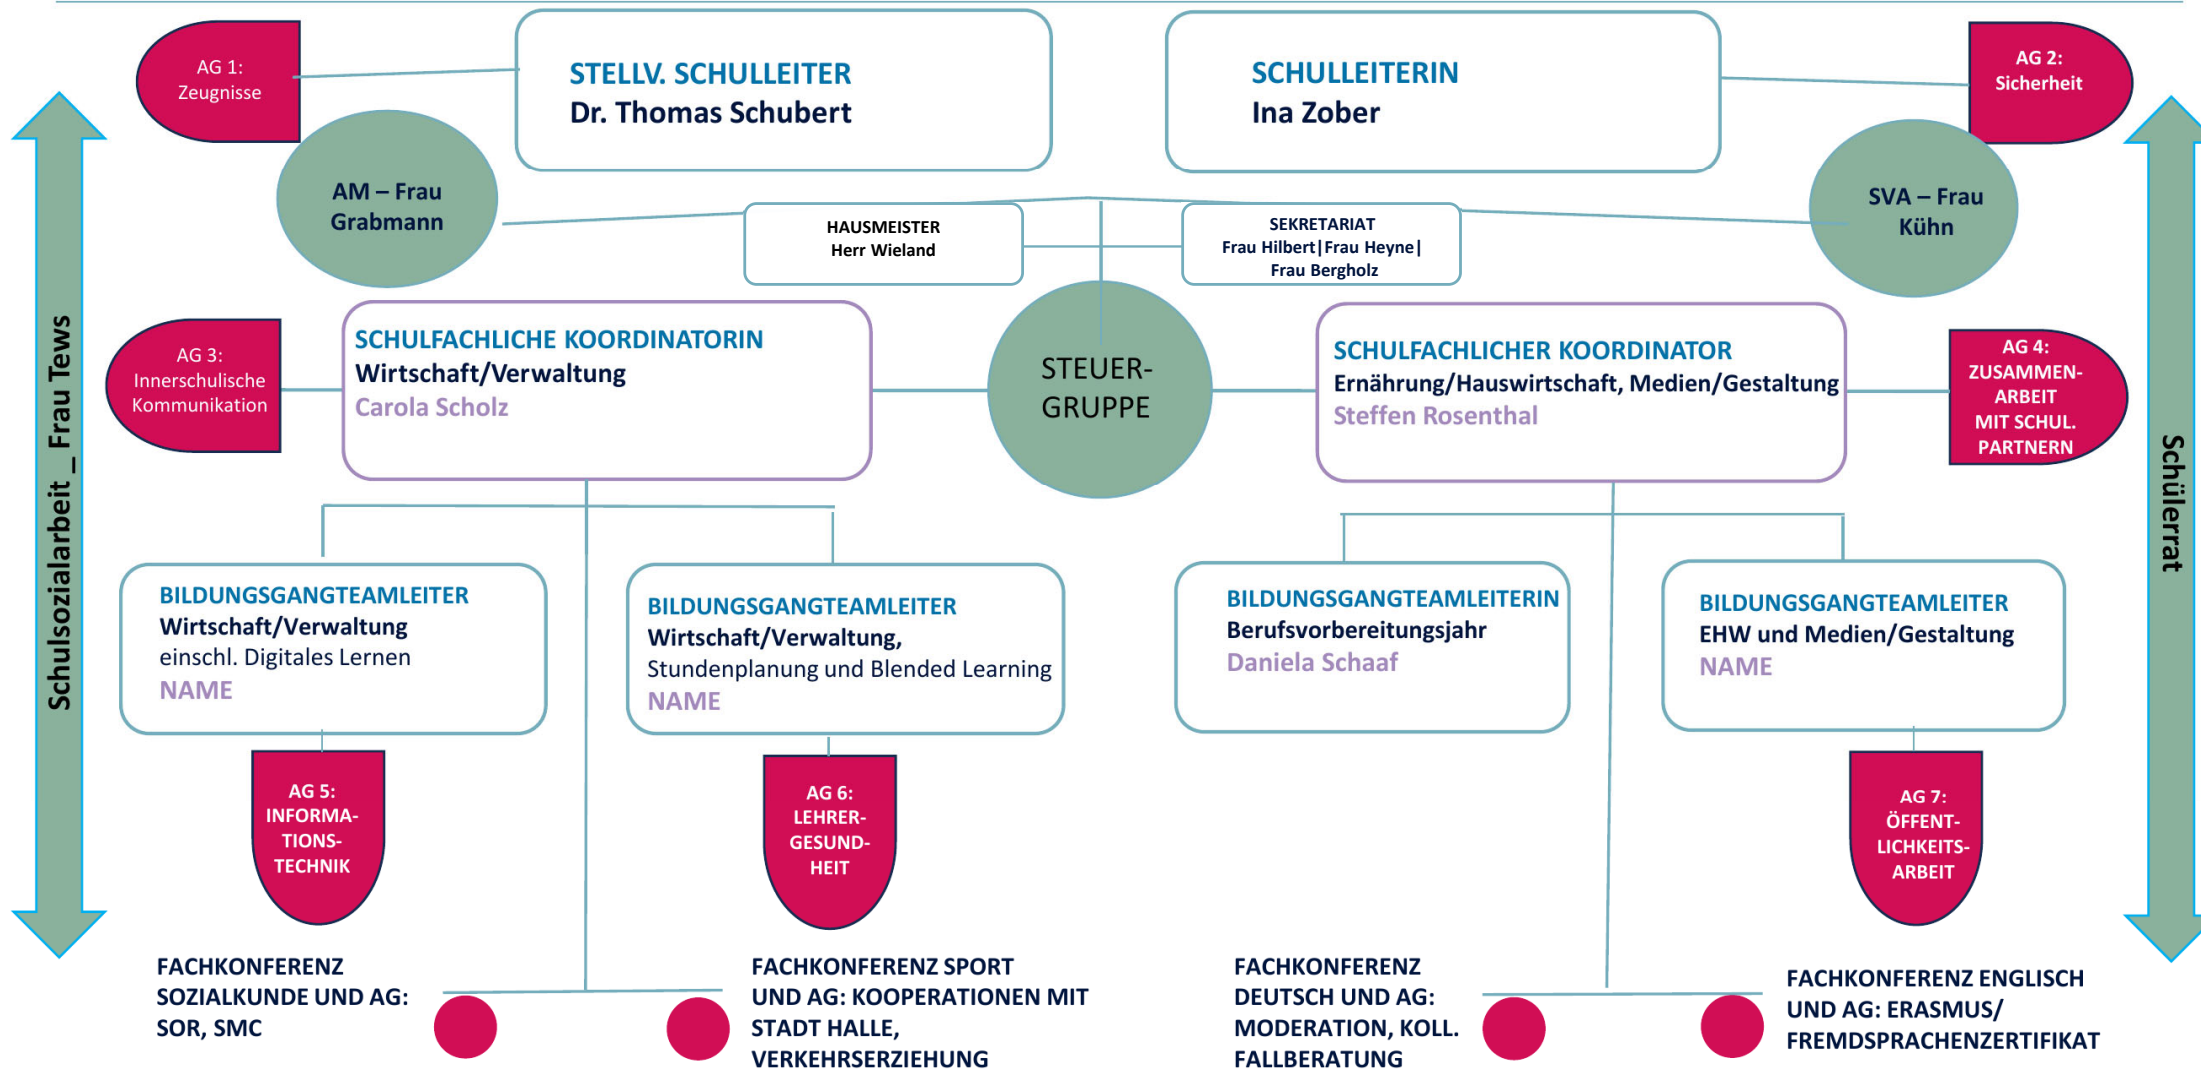 AG 1:
Zeugnisse
STELLV. SCHULLEITER
Dr. Thomas Schubert
SCHULLEITERIN
Ina Zober
AG 2:
Sicherheit
AM – Frau
Grabmann
HAUSMEISTER
Herr Wieland
SEKRETARIAT
Frau Hilbert|Frau Heyne|
Frau Bergholz
SVA – Frau
Kühn
Schulsozialarbeit _ Frau Tews
AG 3:
Innerschulische
Kommunikation
SCHULFACHLICHE KOORDINATORIN
Wirtschaft/Verwaltung
Carola Scholz
STEUER-
GRUPPE
SCHULFACHLICHER KOORDINATOR
Ernährung/Hauswirtschaft, Medien/Gestaltung
Steffen Rosenthal
AG 4:
ZUSAMMEN-
ARBEIT
MIT SCHUL.
PARTNERN
Schülerrat
BILDUNGSGANGTEAMLEITER
Wirtschaft/Verwaltung
einschl. Digitales Lernen
NAME
BILDUNGSGANGTEAMLEITER
Wirtschaft/Verwaltung,
Stundenplanung und Blended Learning
NAME
BILDUNGSGANGTEAMLEITERIN
Berufsvorbereitungsjahr
Daniela Schaaf
BILDUNGSGANGTEAMLEITER
EHW und Medien/Gestaltung
NAME
AG 5:
INFORMA-
TIONS-
TECHNIK
AG 6:
LEHRER-
GESUND-
HEIT
AG 7:
ÖFFENT-
LICHKEITS-
ARBEIT
FACHKONFERENZ
SOZIALKUNDE UND AG:
SOR, SMC
FACHKONFERENZ SPORT
UND AG: KOOPERATIONEN MIT
STADT HALLE,
VERKEHRSERZIEHUNG
FACHKONFERENZ
DEUTSCH UND AG:
MODERATION, KOLL.
FALLBERATUNG
FACHKONFERENZ ENGLISCH
UND AG: ERASMUS/
FREMDSPRACHENZERTIFIKAT